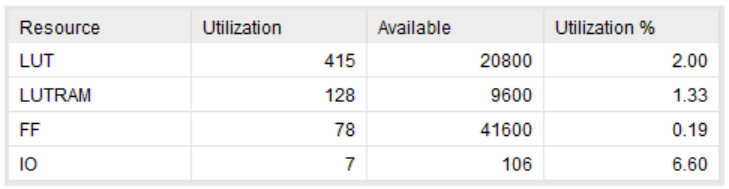 Resource Utilization Available Utilization %
LUT 415 20800 2.00
LUTRAM 128 9600 1.33
FF 78 41600 0.19
IO 7 106 6.60